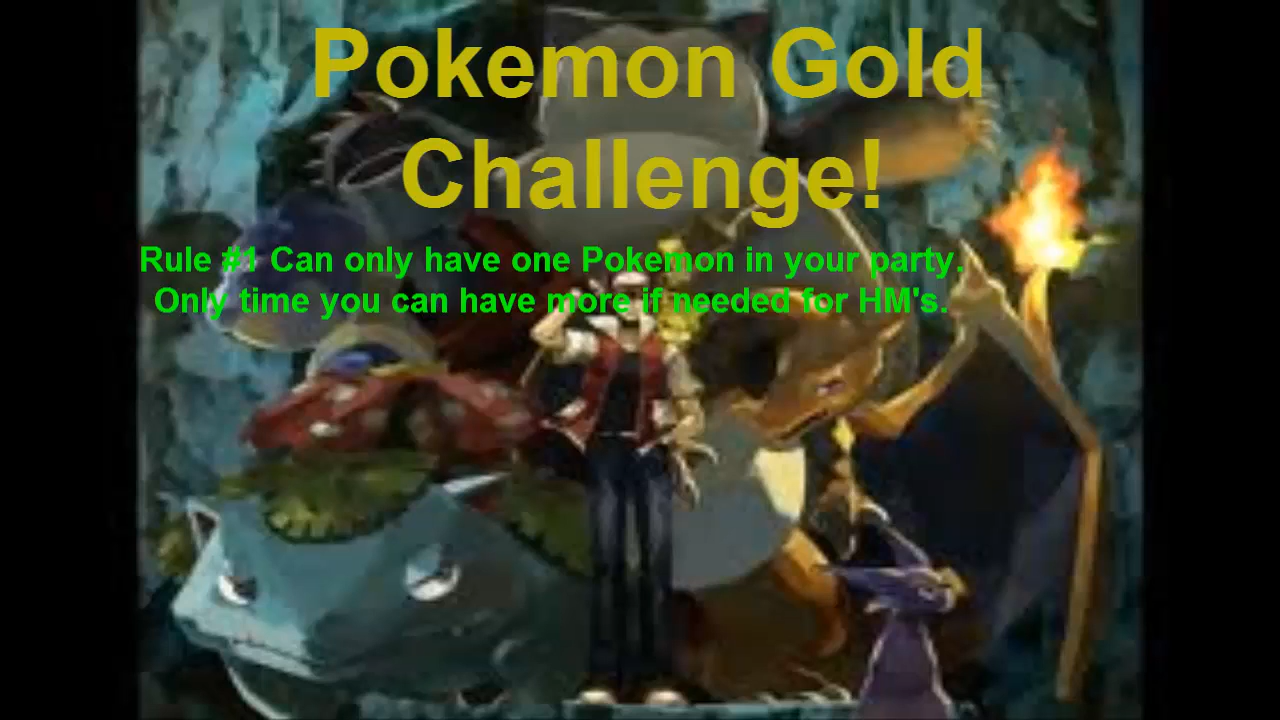 Pokemon Gold
Challenge!
Rule #1 Can only have one Pokemon in your party.
Only time you can have more if needed for HM's.